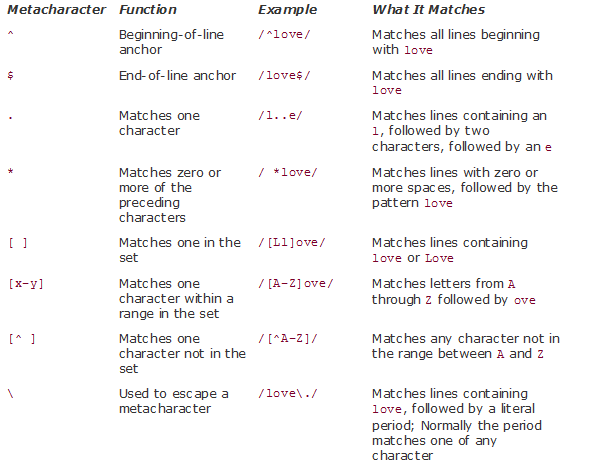 Metacharacter Function Example What It Matches
^ Beginning-of-line anchor /^love/ Matches all lines beginning with love
$ End-of-line anchor /love$/ Matches all lines ending with love
. Matches one character /l..e/ Matches lines containing an l, followed by two characters, followed by an e
* Matches zero or more of the preceding characters / *love/ Matches lines with zero or more spaces, followed by the pattern love
[ ] Matches one in the set /[Ll]ove/ Matches lines containing love or Love
[x-y] Matches one character within a range in the set /[A-Z]ove/ Matches letters from A through Z followed by ove
[^ ] Matches one character not in the set /[^A-Z]/ Matches any character not in the range between A and Z
\ Used to escape a metacharacter /love\./ Matches lines containing love, followed by a literal period; Normally the period matches one of any character